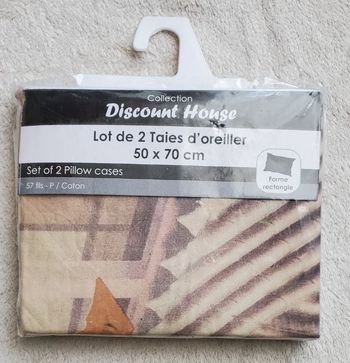 Collection
Discount House
Lot de 2 Taies d'oreiller
50 x 70 cm
Set of 2 Pillow cases
57 fils - P / Coton
Forme
rectangle